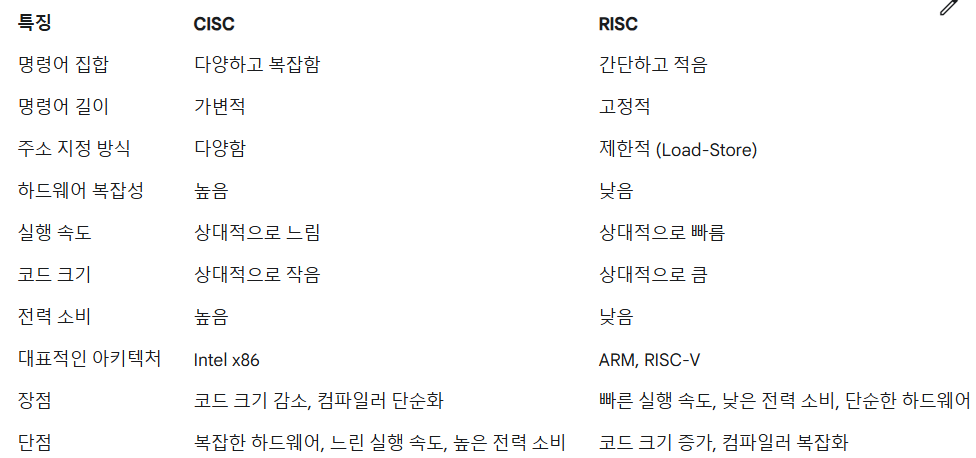 특징 CISC RISC
명령어 집합 다양하고 복잡함 간단하고 적음
명령어 길이 가변적 고정적
주소 지정 방식 다양함 제한적 (Load-Store)
하드웨어 복잡성 높음 낮음
실행 속도 상대적으로 느림 상대적으로 빠름
코드 크기 상대적으로 작음 상대적으로 큼
전력 소비 높음 낮음
대표적인 아키텍처 Intel x86 ARM, RISC-V
장점 코드 크기 감소, 컴파일러 단순화 빠른 실행 속도, 낮은 전력 소비, 단순한 하드웨어
단점 복잡한 하드웨어, 느린 실행 속도, 높은 전력 소비 코드 크기 증가, 컴파일러 복잡화